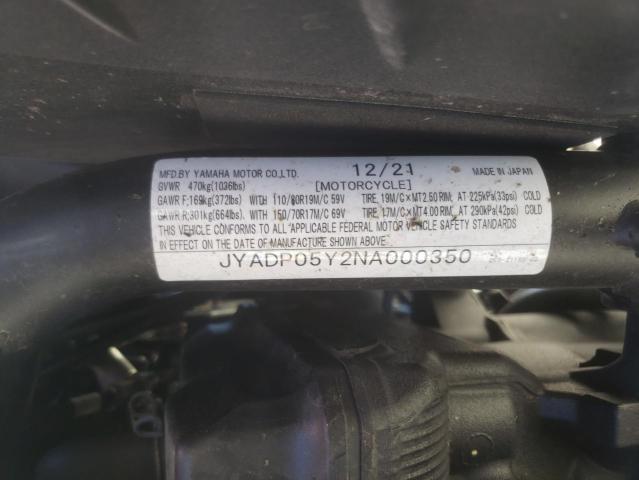 MFD.BY YAMAHA MOTOR CO.,LTD. 12/21 MADE IN JAPAN
GVWR 470kg(1036lbs) [MOTORCYCLE]
GAWR F;169kg(372lbs) WITH 110/80R19M/C 59V TIRE, 19M/C×MT2.50 RIM, AT 225kPa(33psi) COLD
GAWR R;301kg(664lbs). WITH 150/70R17M/C 69V TIRE, 17M/C×MT4.00 RIM, AT 290kPa(42psi) COLD
THIS VEHICLE CONFORMS TO ALL APPLICABLE FEDERAL MOTOR VEHICLE SAFETY STANDARDS
IN EFFECT ON THE DATE OF MANUFACTURE SHOWN ABOVE.
JYADP05Y2NA000350